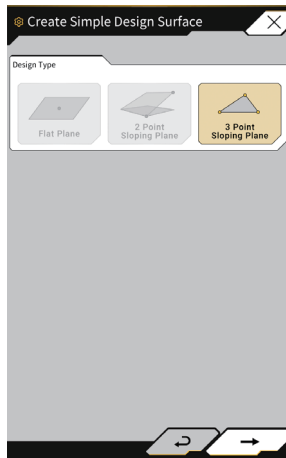 Create Simple Design Surface
Design Type
Flat Plane
2 Point
Sloping Plane
3 Point
Sloping Plane